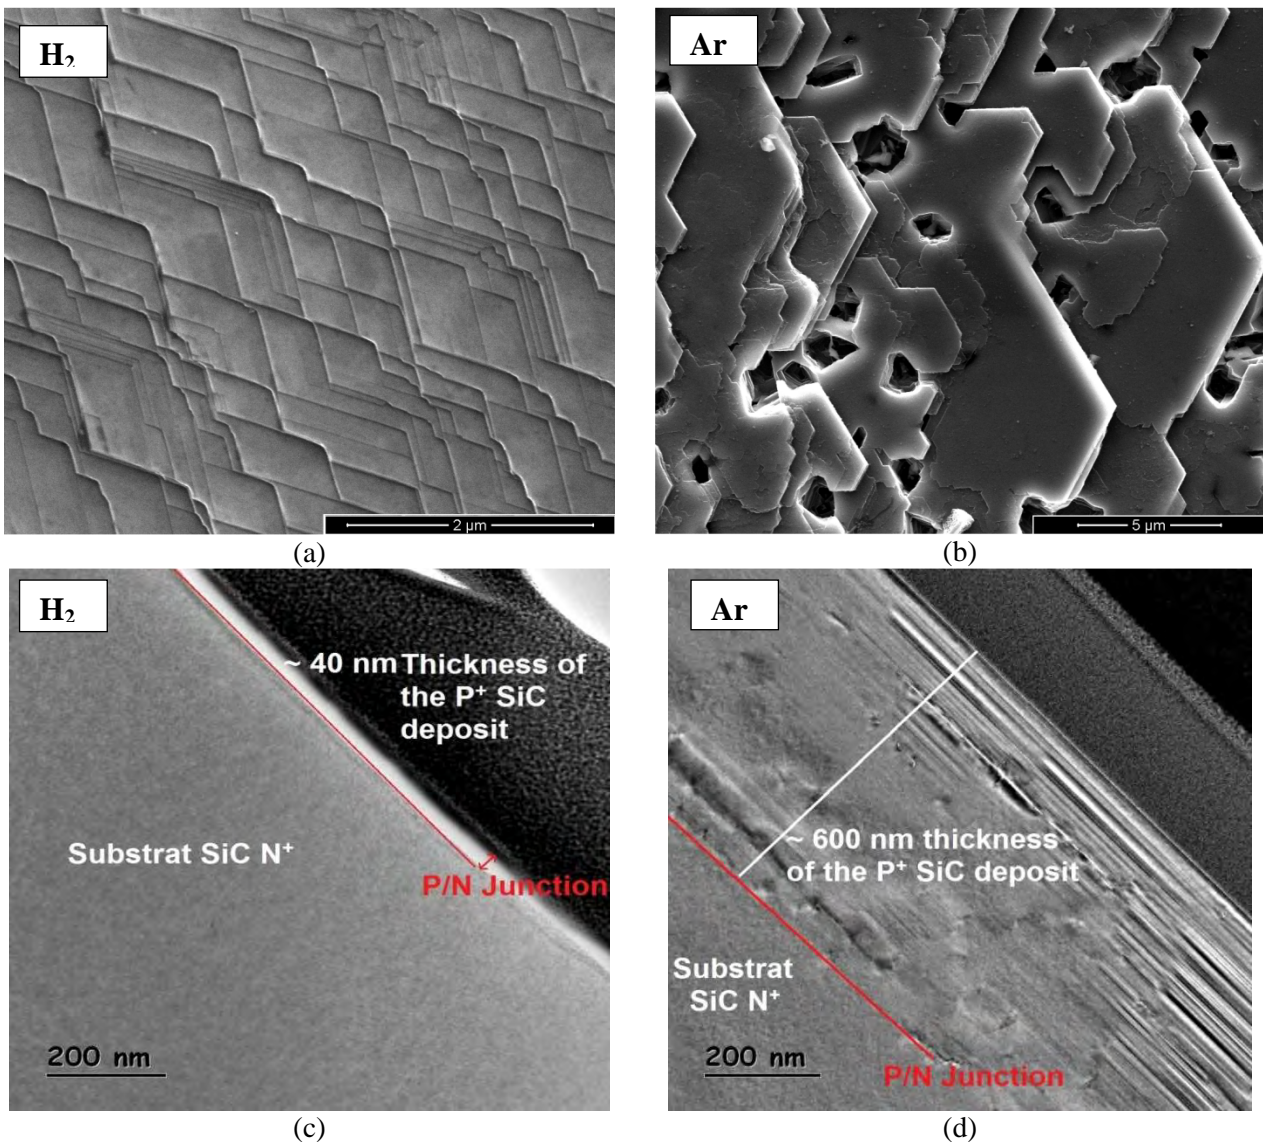 H₂
Ar
2 µm
5 µm
(a)
(b)
H₂
Ar
~ 40 nm Thickness of
the P⁺ SiC
deposit
Substrat SiC N⁺
P/N Junction
200 nm
~ 600 nm thickness
of the P⁺ SiC deposit
Substrat
SiC N⁺
200 nm
P/N Junction
(c)
(d)